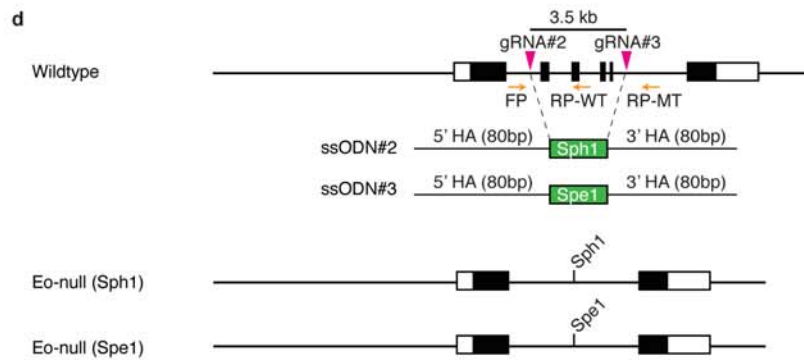 d
3.5 kb
gRNA#2 gRNA#3
Wildtype
FP RP-WT RP-MT
ssODN#2 5’ HA (80bp) Sph1 3’ HA (80bp)
ssODN#3 5’ HA (80bp) Spe1 3’ HA (80bp)
Sph1
Eo-null (Sph1)
Spe1
Eo-null (Spe1)